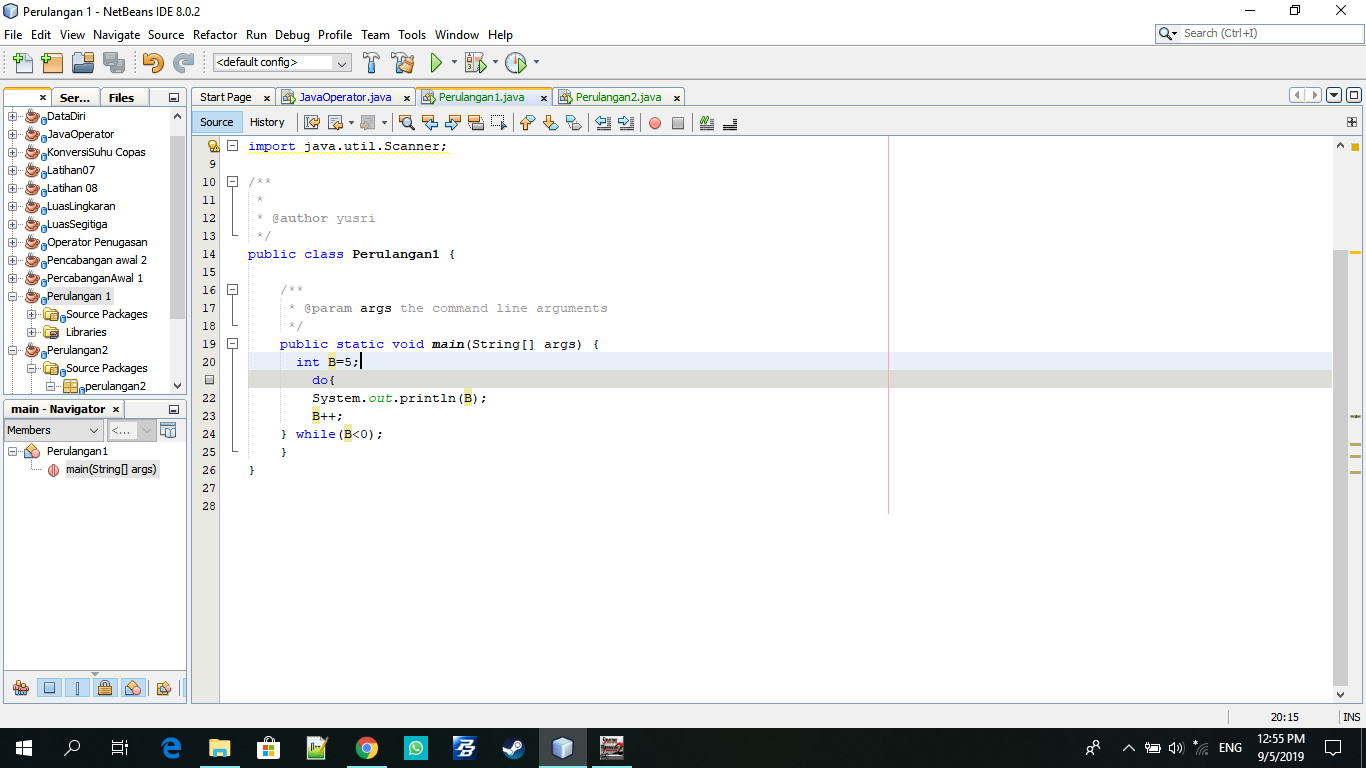 Perulangan 1 - NetBeans IDE 8.0.2
File Edit View Navigate Source Refactor Run Debug Profile Team Tools Window Help
Search (Ctrl+I)
<default config>
Ser... Files
Start Page JavaOperator.java Perulangan1.java Perulangan2.java
Source History
DataDiri
JavaOperator
KonversiSuhu Copas
Latihan07
Latihan 08
LuasLingkaran
LuasSegitiga
Operator Penugasan
Pencabangan awal 2
PercabanganAwal 1
Perulangan 1
Source Packages
Libraries
Perulangan2
Source Packages
perulangan2
main - Navigator
Members <...
Perulangan1
main(String[] args)
import java.util.Scanner;
9
10 /**
11 *
12 * @author yusri
13 */
14 public class Perulangan1 {
15
16 /**
17 * @param args the command line arguments
18 */
19 public static void main(String[] args) {
20 int B=5;
do{
22 System.out.println(B);
23 B++;
24 } while(B<0);
25 }
26 }
27
28
20:15 INS
ENG
12:55 PM
9/5/2019